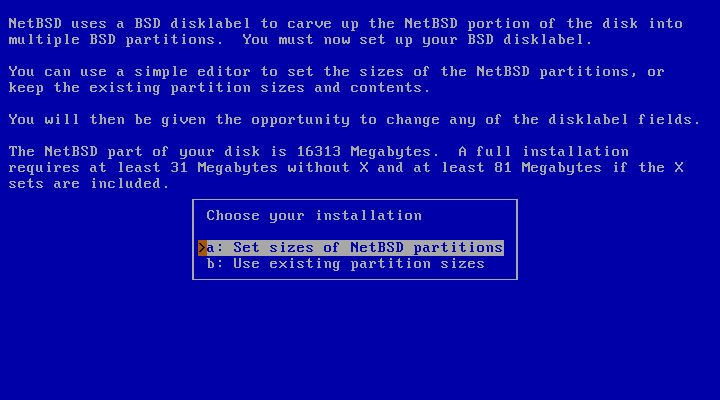 NetBSD uses a BSD disklabel to carve up the NetBSD portion of the disk into
multiple BSD partitions.  You must now set up your BSD disklabel.
You can use a simple editor to set the sizes of the NetBSD partitions, or
keep the existing partition sizes and contents.
You will then be given the opportunity to change any of the disklabel fields.
The NetBSD part of your disk is 16313 Megabytes.  A full installation
requires at least 31 Megabytes without X and at least 81 Megabytes if the X
sets are included.
Choose your installation
>a: Set sizes of NetBSD partitions
b: Use existing partition sizes